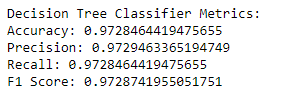 Decision Tree Classifier Metrics:
Accuracy: 0.9728464419475655
Precision: 0.9729463365194749
Recall: 0.9728464419475655
F1 Score: 0.9728741955051751